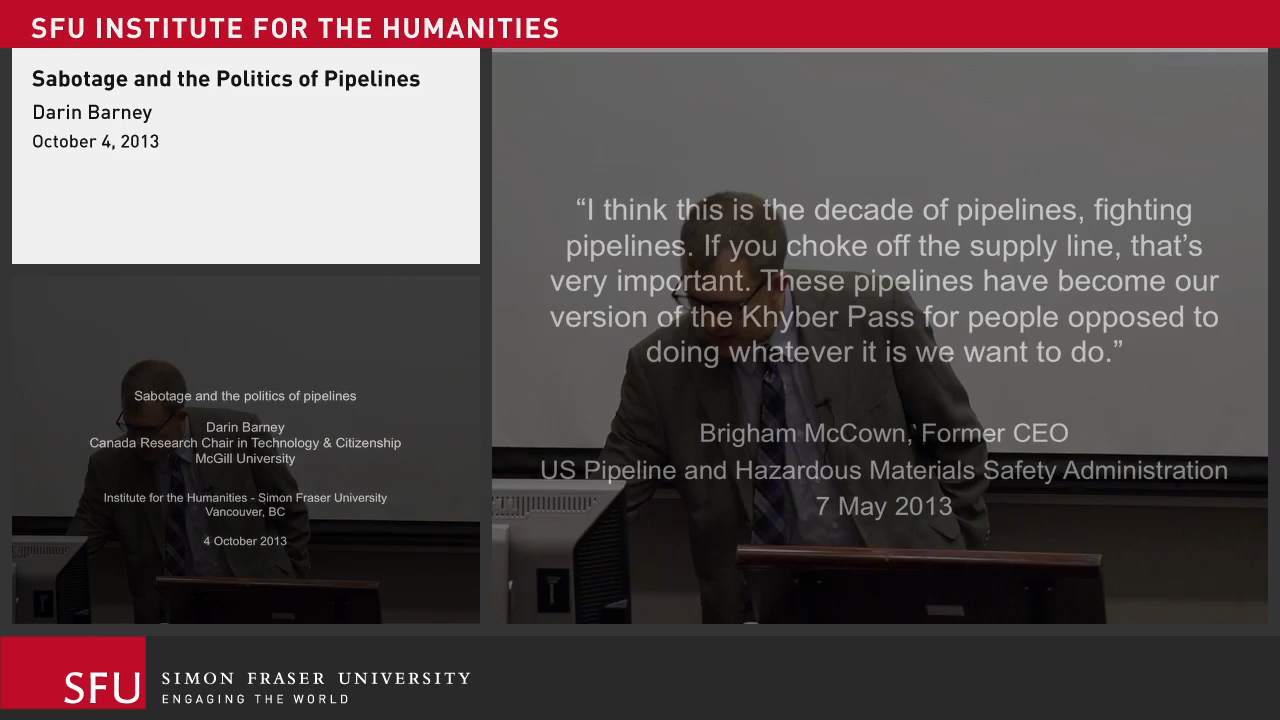 SFU INSTITUTE FOR THE HUMANITIES
Sabotage and the Politics of Pipelines
Darin Barney
October 4, 2013
Sabotage and the politics of pipelines
Darin Barney
Canada Research Chair in Technology & Citizenship
McGill University
Institute for the Humanities - Simon Fraser University
Vancouver, BC
4 October 2013
“I think this is the decade of pipelines, fighting
pipelines. If you choke off the supply line, that’s
very important. These pipelines have become our
version of the Khyber Pass for people opposed to
doing whatever it is we want to do.”
Brigham McCown, Former CEO
US Pipeline and Hazardous Materials Safety Administration
7 May 2013
SFU
SIMON FRASER UNIVERSITY
ENGAGING THE WORLD